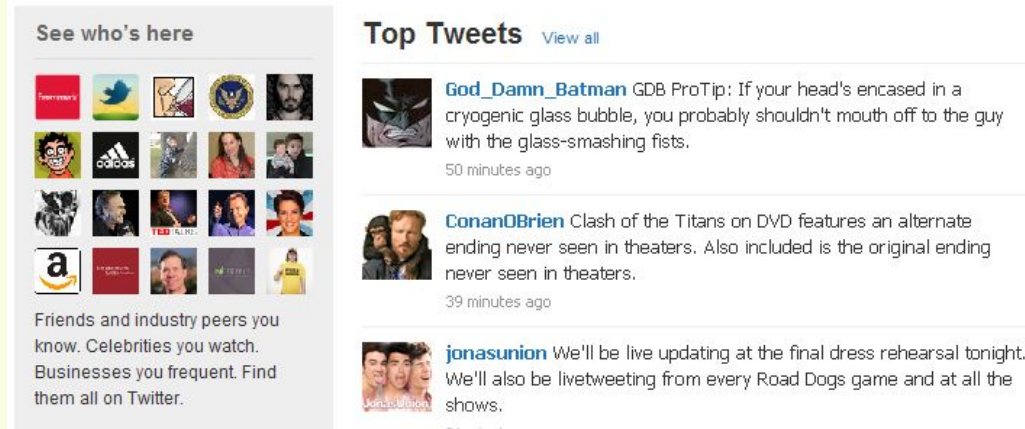 See who's here
adidas
TED TALKS
a
Friends and industry peers you
know. Celebrities you watch.
Businesses you frequent. Find
them all on Twitter.
Top Tweets View all
God_Damn_Batman GDB ProTip: If your head's encased in a
cryogenic glass bubble, you probably shouldn't mouth off to the guy
with the glass-smashing fists.
50 minutes ago
ConanOBrien Clash of the Titans on DVD features an alternate
ending never seen in theaters. Also included is the original ending
never seen in theaters.
39 minutes ago
jonasunion We'll be live updating at the final dress rehearsal tonight.
We'll also be livetweeting from every Road Dogs game and at all the
shows.